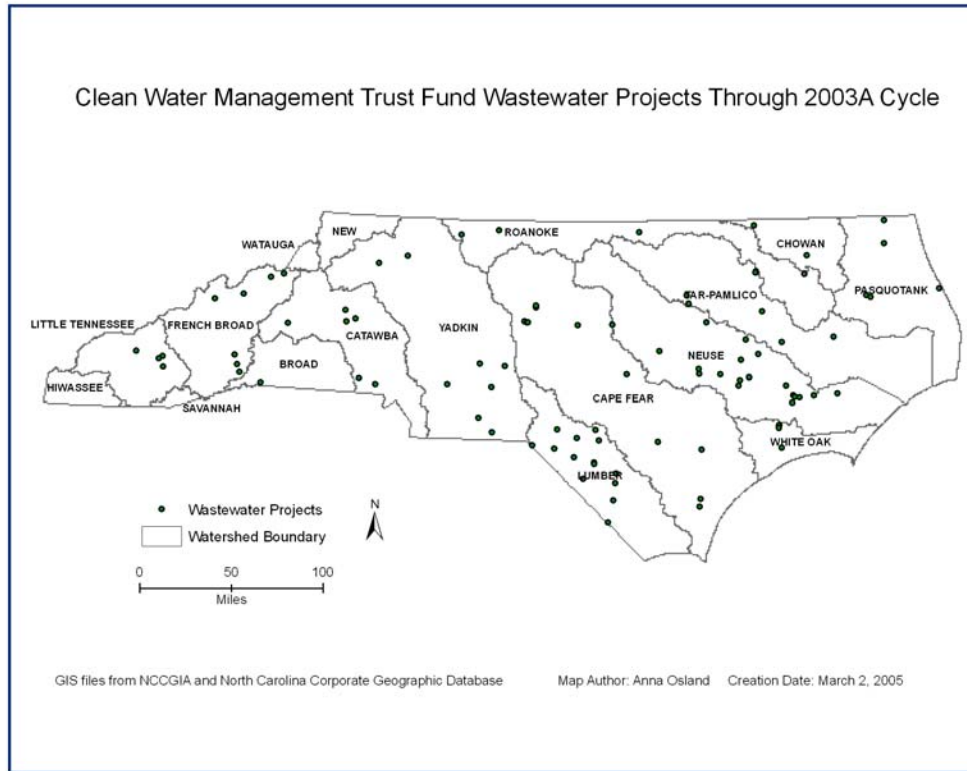 Clean Water Management Trust Fund Wastewater Projects Through 2003A Cycle
NEW
ROANOKE
WATAUGA
CHOWAN
TAR-PAMLICO
PASQUOTANK
LITTLE TENNESSEE
FRENCH BROAD
CATAWBA
YADKIN
NEUSE
BROAD
HIWASSEE
SAVANNAH
CAPE FEAR
WHITE OAK
LUMBER
Wastewater Projects
Watershed Boundary
N
0 50 100
Miles
GIS files from NCCGIA and North Carolina Corporate Geographic Database Map Author: Anna Osland Creation Date: March 2, 2005